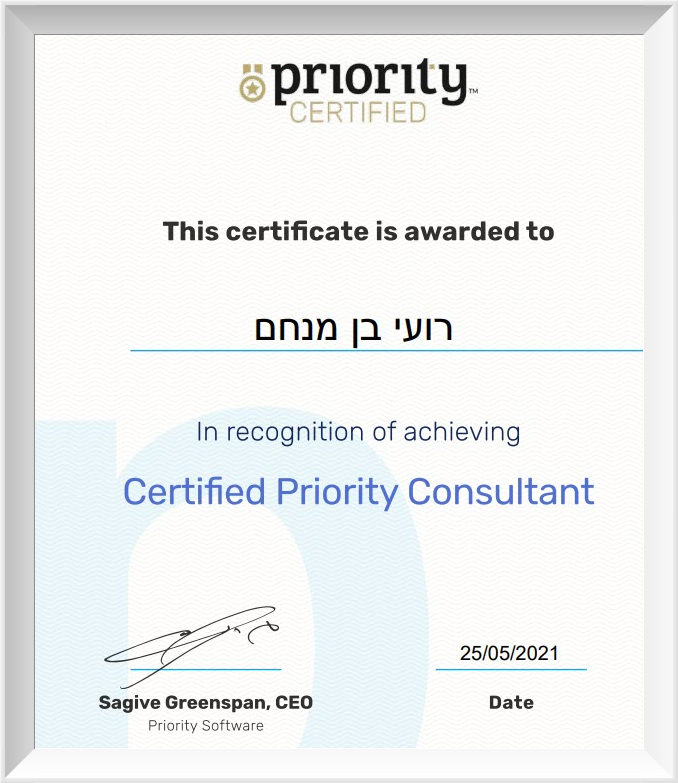 priority™
CERTIFIED
This certificate is awarded to
רועי בן מנחם
In recognition of achieving
Certified Priority Consultant
25/05/2021
Sagive Greenspan, CEO
Date
Priority Software